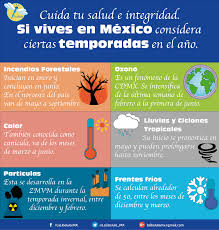 Cuida tu salud e integridad.
Si vives en México considera
ciertas temporadas en el año.
Incendios Forestales
Inician en enero y
concluyen en junio.
En el noreste del país
van de mayo a septiembre
Ozono
Es un fenómeno de la
CDMX. Se intensifica
desde la última semana de
febrero a la primera de junio
Calor
También conocida como
canícula, va de los meses
de marzo a junio.
Lluvias y Ciclones
Tropicales
Su inicio se pronostica en
mayo y pueden prolongarse
hasta noviembre.
Partículas
Esta se desarrolla en la
ZMVM durante la
temporada invernal, entre
diciembre y febrero.
Frentes Fríos
Se calculan alrededor
de 50, entre los meses de
diciembre y
marzo.